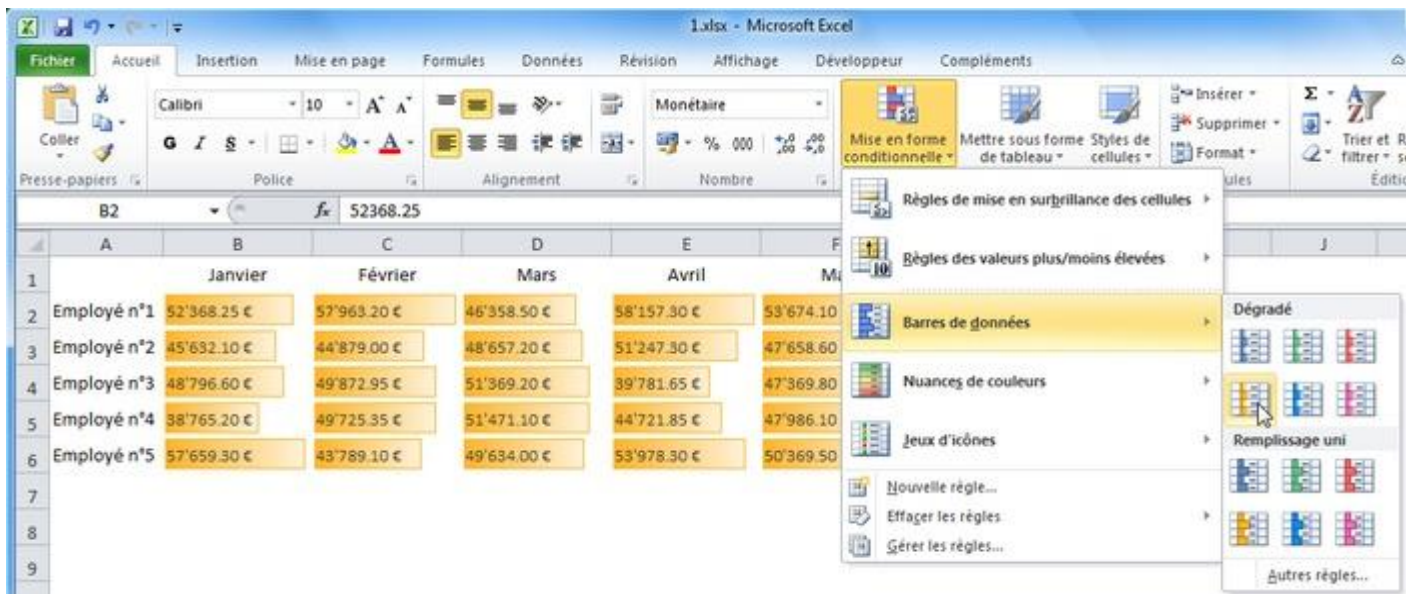 1.xlsx - Microsoft Excel
Fichier Accueil Insertion Mise en page Formules Données Révision Affichage Développeur Compléments
Calibri 10 A A Monétaire Insérer Σ
Coller G I S A % 000 Mise en forme conditionnelle Mettre sous forme de tableau Styles de cellules Supprimer Trier et filtrer
Format
Presse-papiers Police Alignement Nombre
B2 fx 52368.25
A B C D E F J
1 Janvier Février Mars Avril
2 Employé n°1 52'368.25 € 57'963.20 € 46'358.50 € 58'157.30 € 53'674.10
3 Employé n°2 45'632.10 € 44'879.00 € 48'657.20 € 51'247.30 € 47'658.60
4 Employé n°3 48'796.60 € 49'872.95 € 51'369.20 € 39'781.65 € 47'369.80
5 Employé n°4 38'765.20 € 49'725.35 € 51'471.10 € 44'721.85 € 47'986.10
6 Employé n°5 57'659.30 € 43'789.10 € 49'634.00 € 53'978.30 € 50'369.50
7
8
9
Règles de mise en surbrillance des cellules
Règles des valeurs plus/moins élevées
Barres de données
Nuances de couleurs
Jeux d'icônes
Nouvelle règle...
Effacer les règles
Gérer les règles...
Dégradé
Remplissage uni
Autres règles...